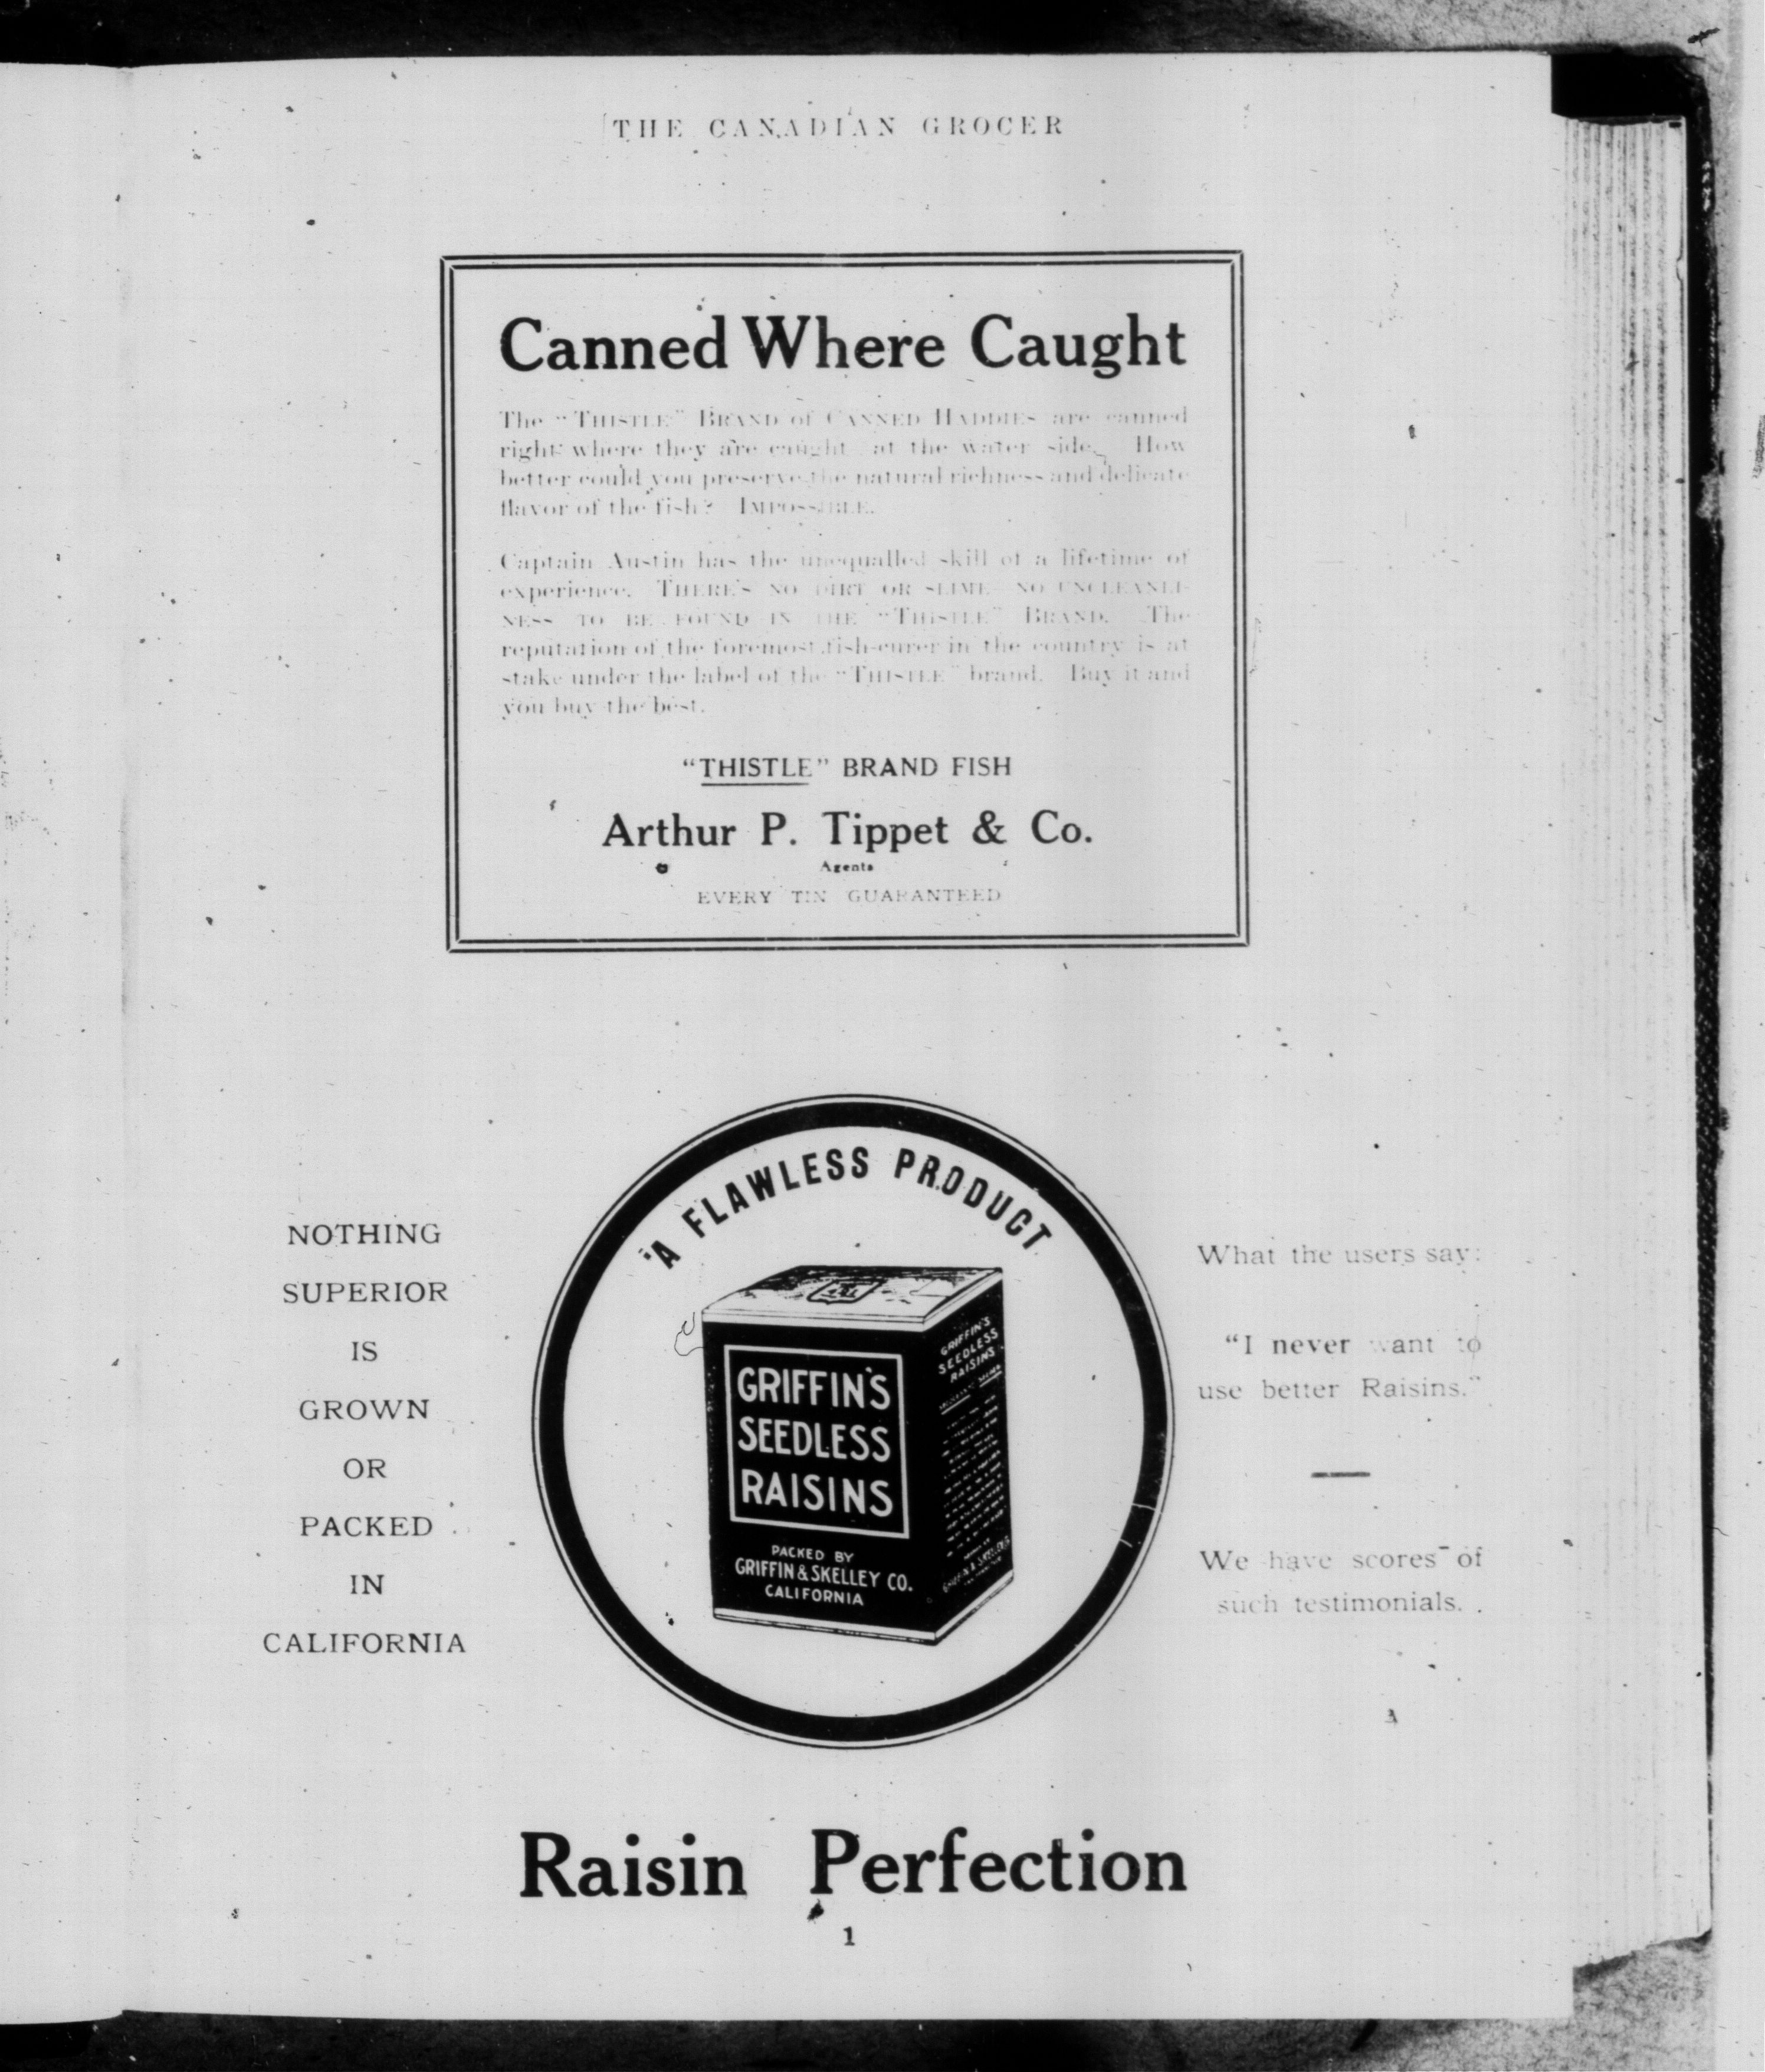 THE CANADIAN GROCER
Canned Where Caught
The "THISTLE" BRAND of CANNED HADDIES are canned
right where they are caught at the water side. How
better could you preserve the natural richness and delicate
flavor of the fish? IMPOSSIBLE.
Captain Austin has the unequalled skill of a lifetime of
experience. THERE'S NO DIRT OR SLIME NO UNCLEANLI-
NESS TO BE FOUND IN THE "THISTLE" BRAND. The
reputation of the foremost fish-curer in the country is at
stake under the label of the "THISTLE" brand. Buy it and
you buy the best.
"THISTLE" BRAND FISH
Arthur P. Tippet & Co.
Agents
EVERY TIN GUARANTEED
"A FLAWLESS PRODUCT
NOTHING
SUPERIOR
IS
GROWN
OR
PACKED
IN
CALIFORNIA
GRIFFIN'S
SEEDLESS
RAISINS
PACKED BY
GRIFFIN & SKELLEY CO.
CALIFORNIA
GRIFFIN'S
SEEDLESS
RAISINS
GRIFFIN & SKELLEY
What the users say:
"I never want to
use better Raisins."
We have scores of
such testimonials.
Raisin Perfection
1